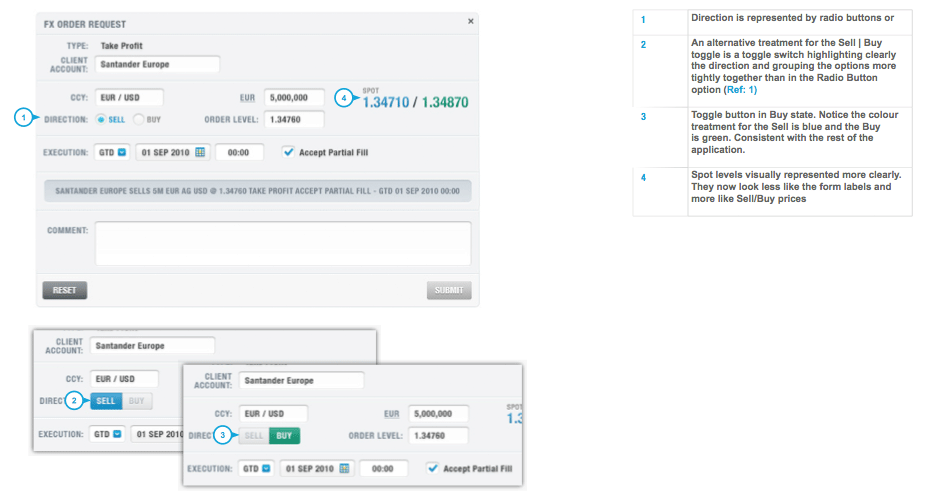 FX ORDER REQUEST
×
TYPE: Take Profit
CLIENT ACCOUNT: Santander Europe
CCY: EUR / USD EUR 5,000,000
4 SPOT 1.34710 / 1.34870
1 DIRECTION: SELL BUY ORDER LEVEL: 1.34760
EXECUTION: GTD 01 SEP 2010 00:00 Accept Partial Fill
SANTANDER EUROPE SELLS 5M EUR AG USD @ 1.34760 TAKE PROFIT ACCEPT PARTIAL FILL - GTD 01 SEP 2010 00:00
COMMENT:
RESET SUBMIT
1 Direction is represented by radio buttons or
2 An alternative treatment for the Sell | Buy
toggle is a toggle switch highlighting clearly
the direction and grouping the options more
tightly together than in the Radio Button
option (Ref: 1)
3 Toggle button in Buy state. Notice the colour
treatment for the Sell is blue and the Buy
is green. Consistent with the rest of the
application.
4 Spot levels visually represented more clearly.
They now look less like the form labels and
more like Sell/Buy prices
CLIENT ACCOUNT: Santander Europe
CCY: EUR / USD
DIREC 2 SELL BUY
EXECUTION: GTD 01 SEP 2010
CLIENT ACCOUNT: Santander Europe
CCY: EUR / USD EUR 5,000,000 SPOT
1.3
DIREC 3 SELL BUY ORDER LEVEL: 1.34760
EXECUTION: GTD 01 SEP 2010 00:00 Accept Partial Fill